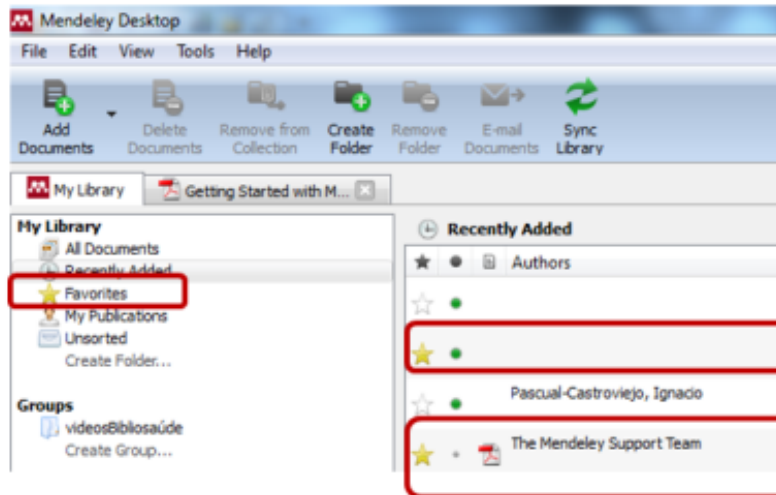 Mendeley Desktop
File Edit View Tools Help
Add Documents
Delete Documents
Remove from Collection
Create Folder
Remove Folder
E-mail Documents
Sync Library
My Library
Getting Started with M...
My Library
All Documents
Recently Added
Favorites
My Publications
Unsorted
Create Folder...
Groups
videosBibliosaúde
Create Group...
Recently Added
Authors
Pascual-Castroviejo, Ignacio
The Mendeley Support Team